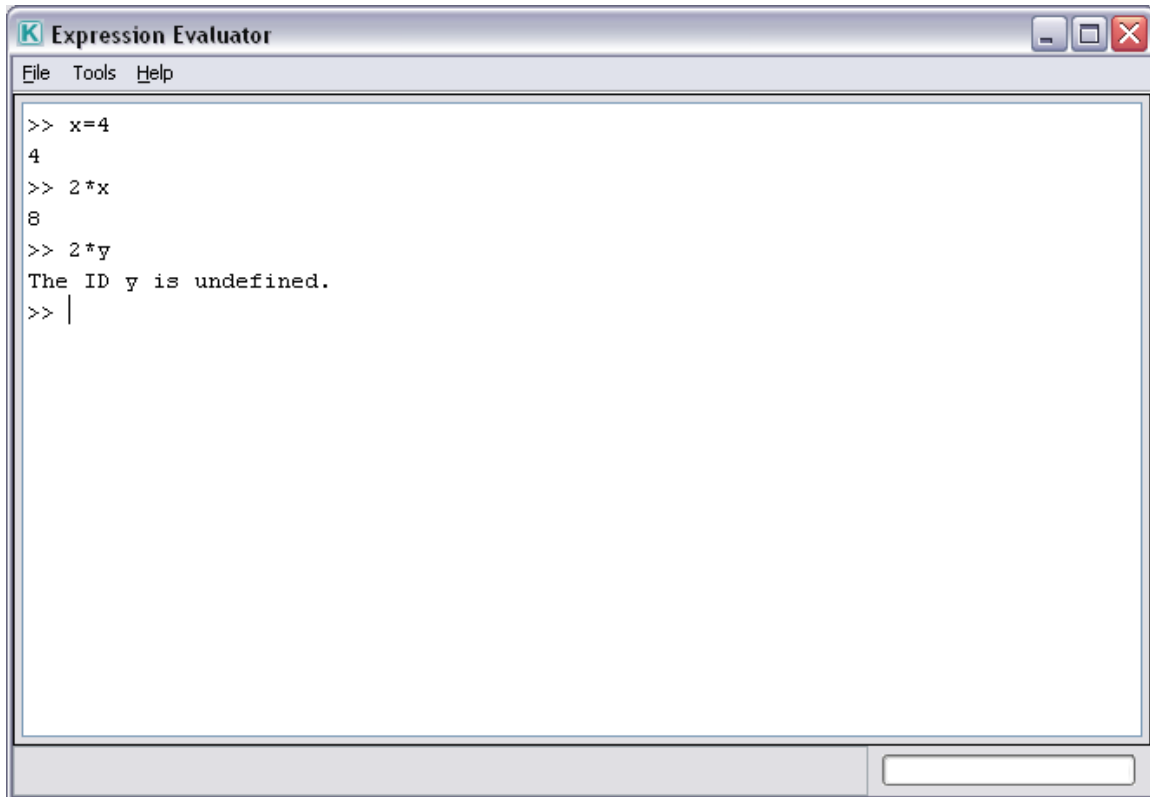 K Expression Evaluator
File Tools Help
>> x=4
4
>> 2*x
8
>> 2*y
The ID y is undefined.
>>